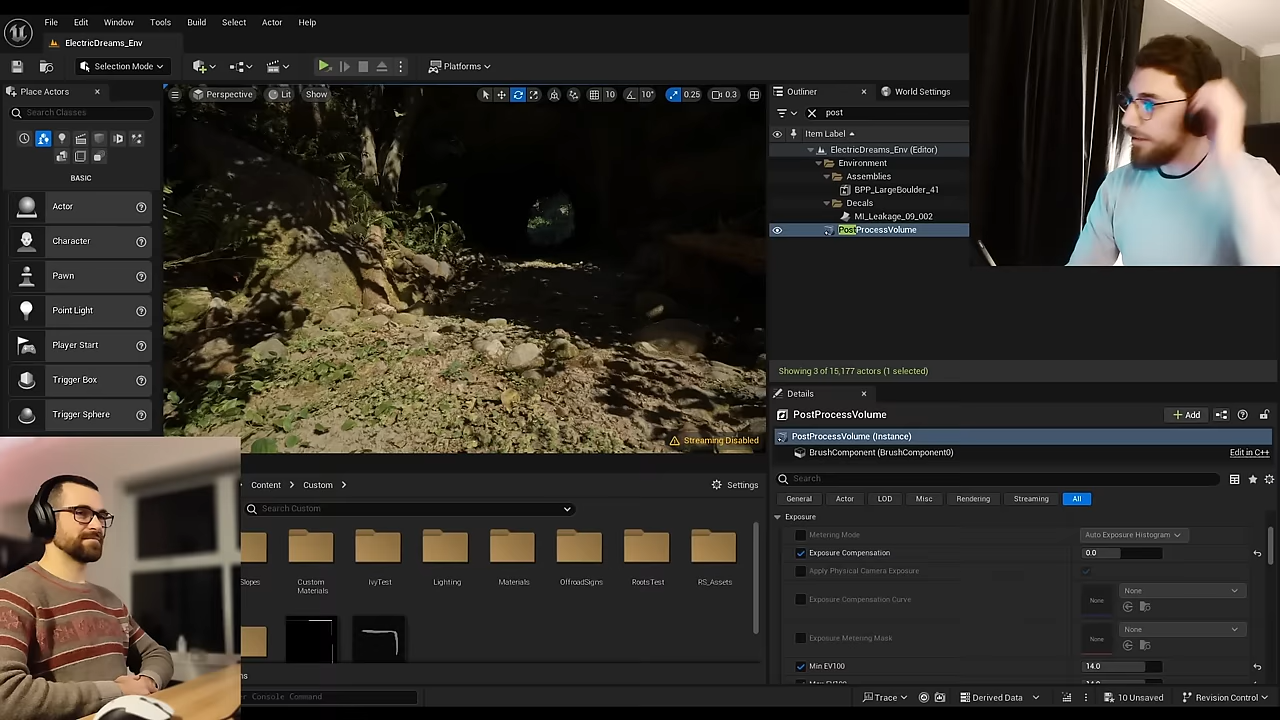 File Edit Window Tools Build Select Actor Help
ElectricDreams_Env
Selection Mode
Platforms
Place Actors
Search Classes
BASIC
Actor
Character
Pawn
Point Light
Player Start
Trigger Box
Trigger Sphere
Perspective Lit Show
10 10° 0.25 0.3
Streaming Disabled
Outliner World Settings
post
Item Label
ElectricDreams_Env (Editor)
Environment
Assemblies
BPP_LargeBoulder_41
Decals
MI_Leakage_09_002
PostProcessVolume
Showing 3 of 15,177 actors (1 selected)
Details
PostProcessVolume
Add
PostProcessVolume (Instance)
BrushComponent (BrushComponent0)
Edit in C++
Search
General Actor LOD Misc Rendering Streaming All
Exposure
Metering Mode Auto Exposure Histogram
Exposure Compensation 0.0
Apply Physical Camera Exposure
Exposure Compensation Curve None None
Exposure Metering Mask None None
Min EV100 14.0
Content Custom Settings
Search Custom
Custom Materials
IvyTest
Lighting
Materials
OffroadSigns
RootsTest
RS_Assets
Console Command
Trace Derived Data 10 Unsaved Revision Control